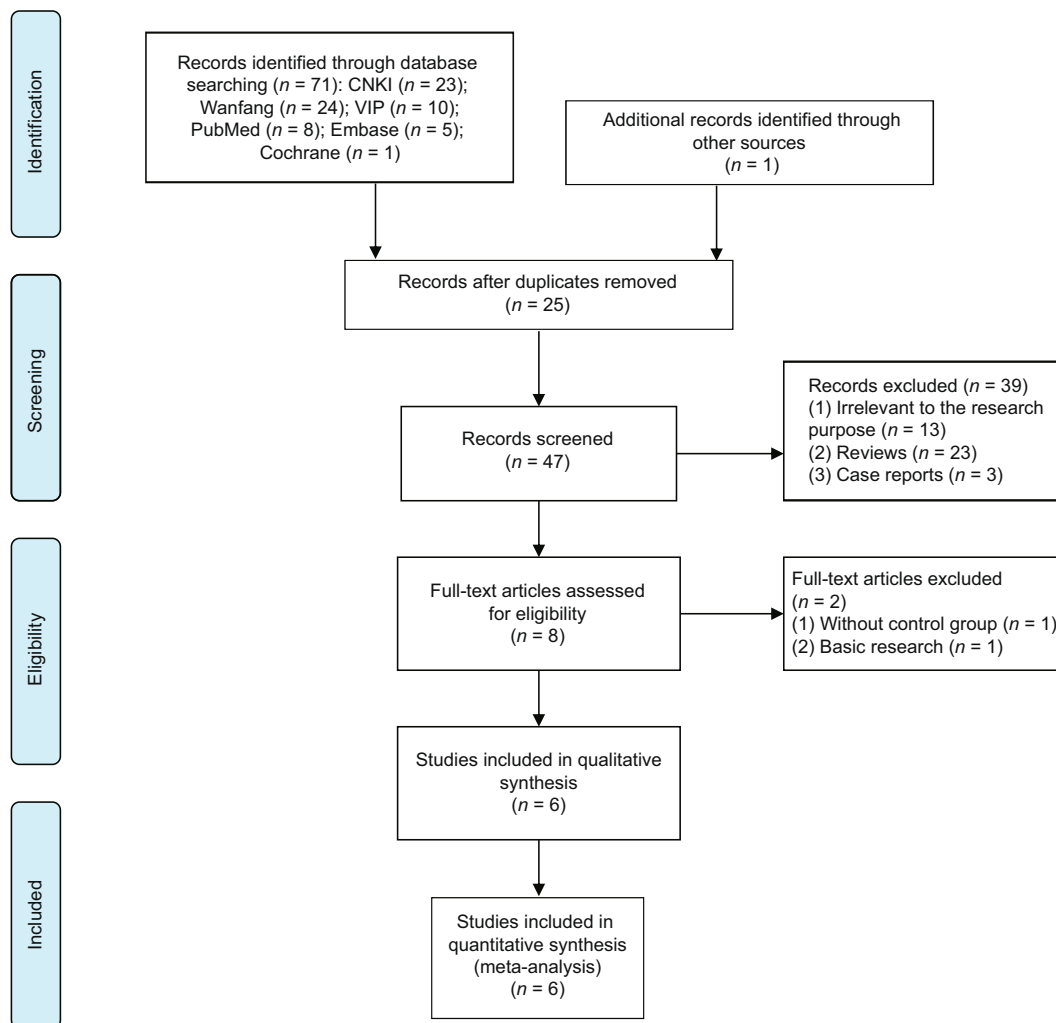 Identification
Records identified through database
searching (n = 71): CNKI (n = 23);
Wanfang (n = 24); VIP (n = 10);
PubMed (n = 8); Embase (n = 5);
Cochrane (n = 1)
Additional records identified through
other sources
(n = 1)
Screening
Records after duplicates removed
(n = 25)
Records screened
(n = 47)
Records excluded (n = 39)
(1) Irrelevant to the research
purpose (n = 13)
(2) Reviews (n = 23)
(3) Case reports (n = 3)
Eligibility
Full-text articles assessed
for eligibility
(n = 8)
Full-text articles excluded
(n = 2)
(1) Without control group (n = 1)
(2) Basic research (n = 1)
Studies included in qualitative
synthesis
(n = 6)
Included
Studies included in
quantitative synthesis
(meta-analysis)
(n = 6)